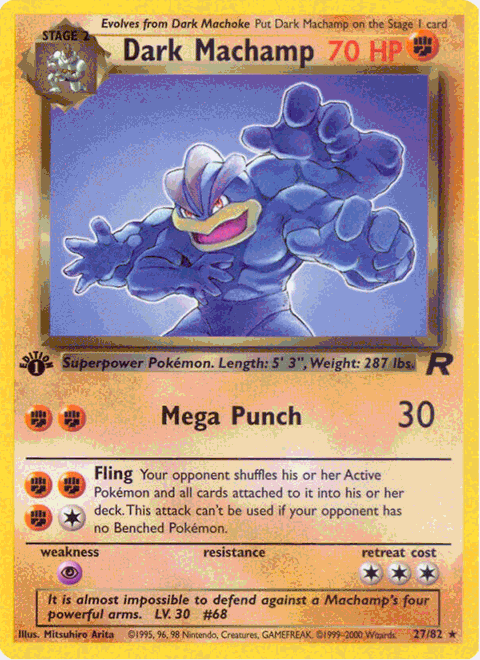 Evolves from Dark Machoke Put Dark Machamp on the Stage 1 card
STAGE 2
Dark Machamp 70 HP
EDITION
1
Superpower Pokémon. Length: 5' 3", Weight: 287 lbs.
R
Mega Punch 30
Fling Your opponent shuffles his or her Active
Pokémon and all cards attached to it into his or her
deck. This attack can't be used if your opponent has
no Benched Pokémon.
weakness resistance retreat cost
It is almost impossible to defend against a Machamp's four
powerful arms. LV. 30 #68
Illus. Mitsuhiro Arita ©1995, 96, 98 Nintendo, Creatures, GAMEFREAK. ©1999-2000 Wizards. 27/82 ★